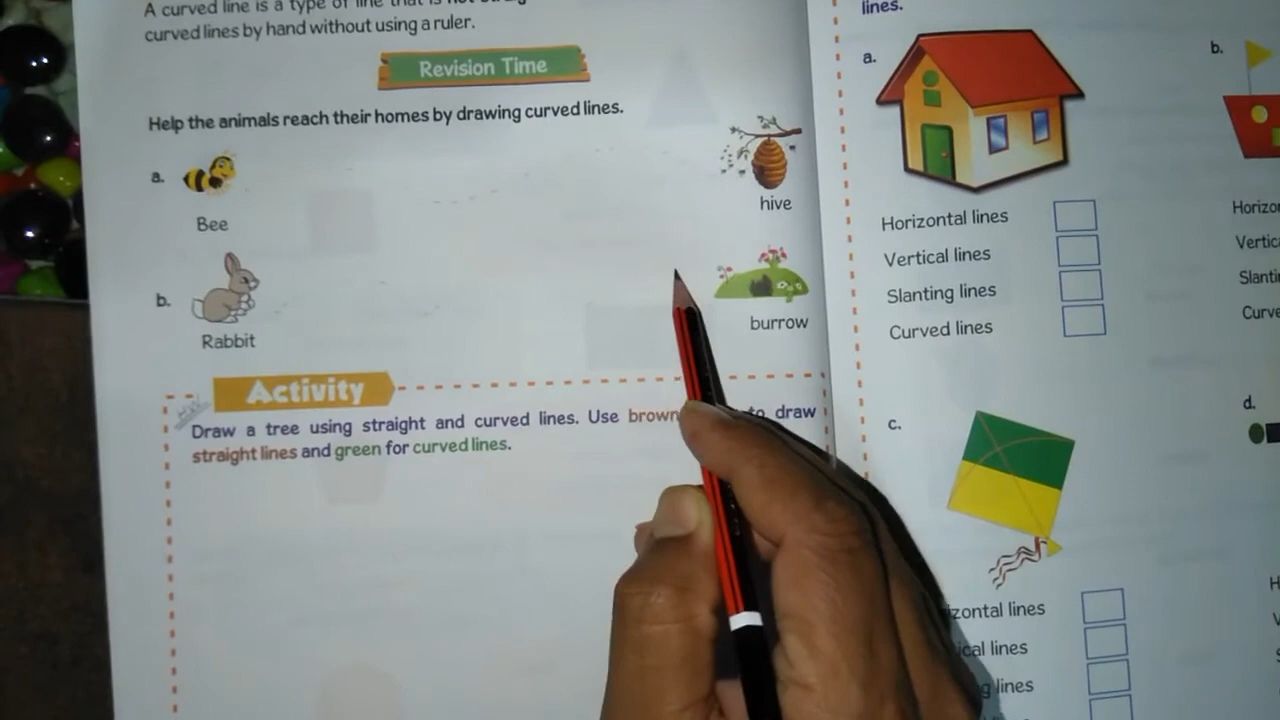 A curved line is a type of line that is not
curved lines by hand without using a ruler.
Revision Time
Help the animals reach their homes by drawing curved lines.
a.
Bee
hive
b.
Rabbit
burrow
Activity
Draw a tree using straight and curved lines. Use brown to draw
straight lines and green for curved lines.
lines.
a.
Horizontal lines
Vertical lines
Slanting lines
Curved lines
b.
c.
lines
lines
lines
d.